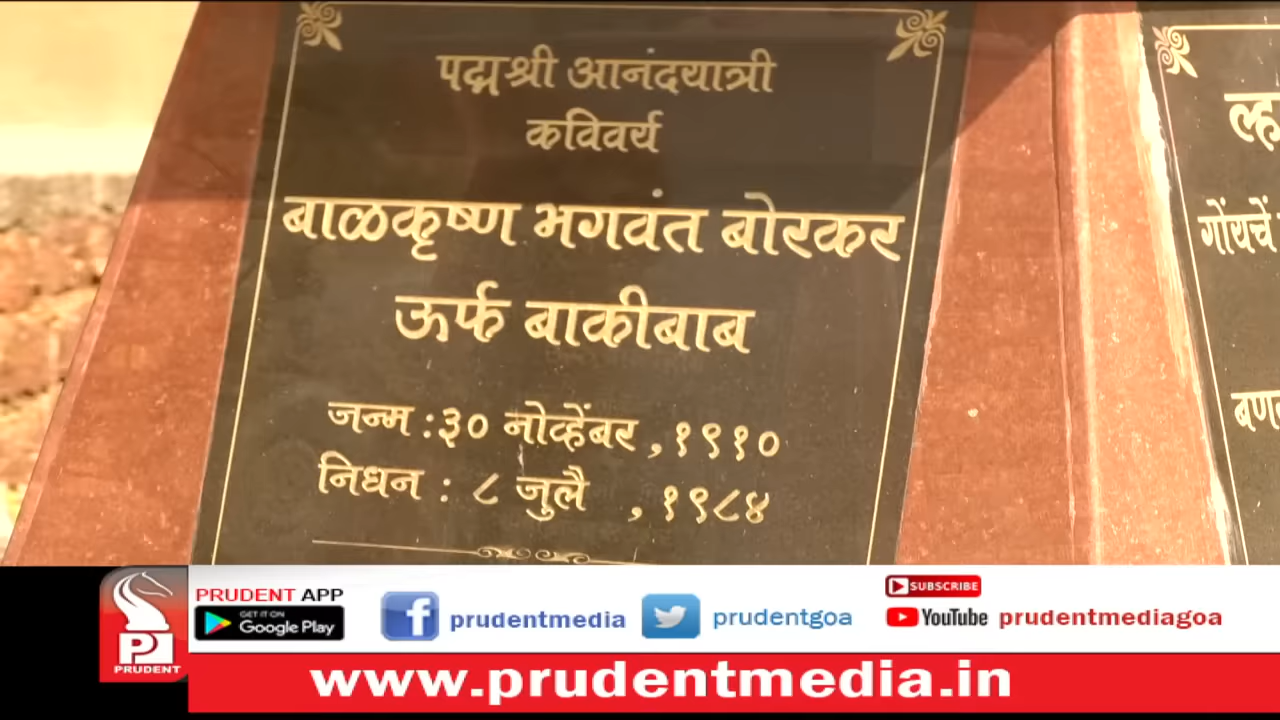 पद्मश्री आनंदयात्री
कविवर्य
बाळकृष्ण भगवंत बोरकर
ऊर्फ बाकीबाब
जन्म : ३० नोव्हेंबर , १९१०
निधन : ८ जुलै , १९८४
गोंयचें
PRUDENT
PRUDENT APP
GET IT ON
Google Play
prudentmedia
prudentgoa
SUBSCRIBE
YouTube prudentmediagoa
www.prudentmedia.in